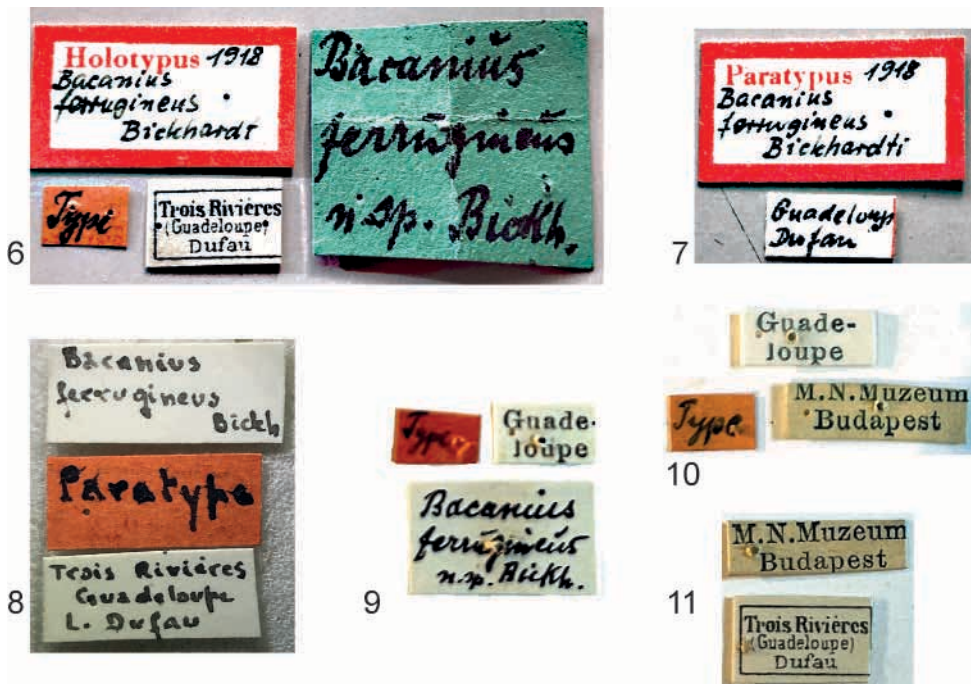 Holotypus 1918
Bacanius
ferrugineus
Bickhardt
Type
Trois Rivières
(Guadeloupe)
Dufau
Bacanius
ferrugineus
n. sp. Bickh.
6
Paratypus 1918
Bacanius
ferrugineus
Bickhardti
Guadeloup
Dufau
7
Bacanius
ferrugineus
Bickh
Paratype
Trois Rivières
Guadeloupe
L. Dufau
8
Type
Guade-
loupe
Bacanius
ferrugineus
n. sp. Bickh.
9
Guade-
loupe
Type
M.N.Muzeum
Budapest
10
M.N.Muzeum
Budapest
Trois Rivières
(Guadeloupe)
Dufau
11